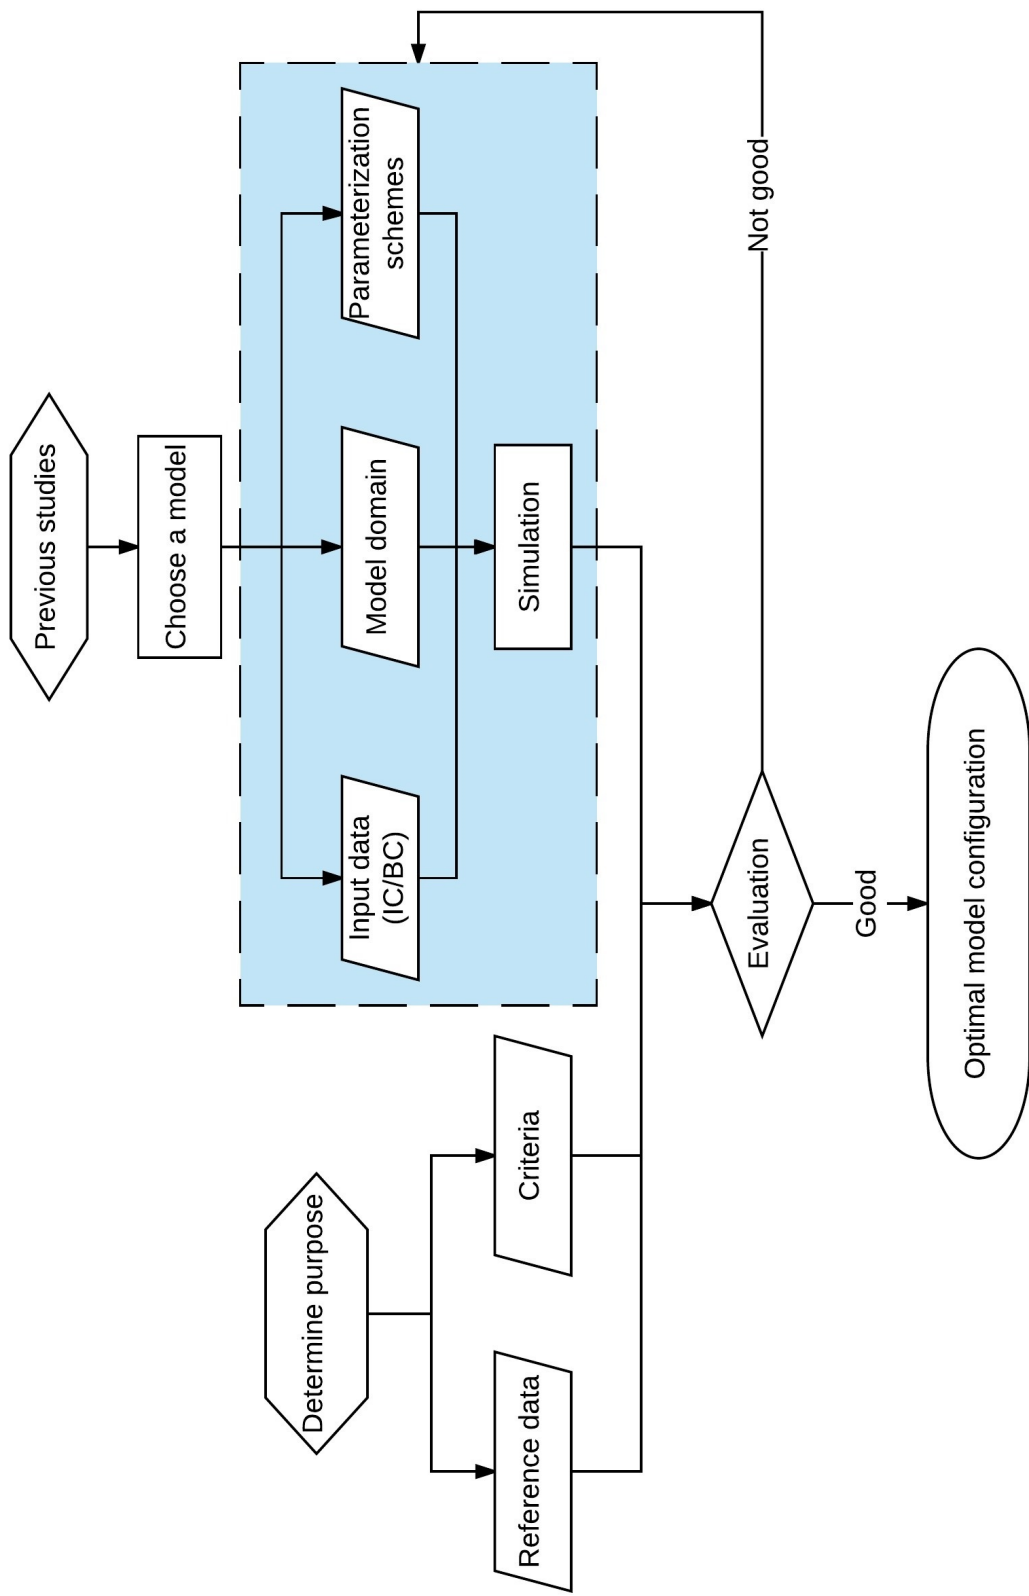 Previous studies
Choose a model
Input data
(IC/BC)
Model domain
Parameterization
schemes
Simulation
Determine purpose
Reference data
Criteria
Evaluation
Not good
Good
Optimal model configuration